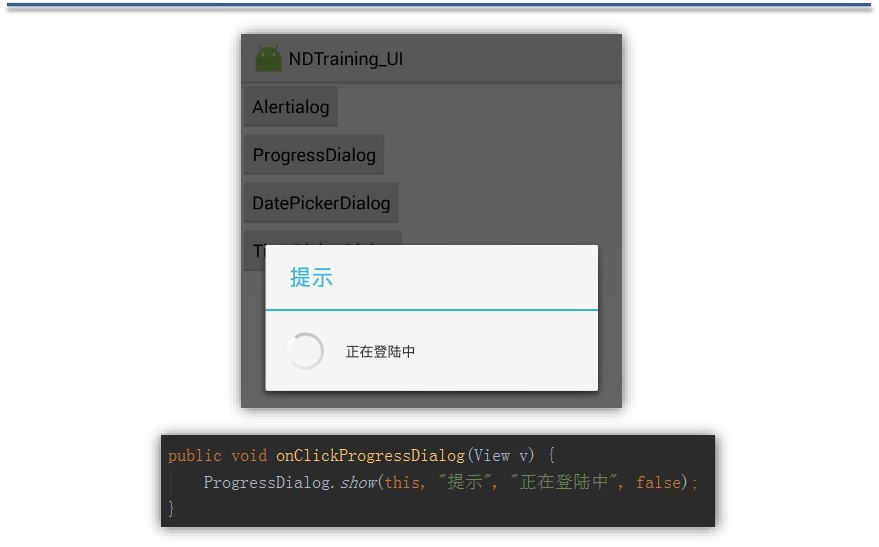 NDTraining_UI
Alertialog
ProgressDialog
DatePickerDialog
提示
正在登陆中
public void onClickProgressDialog(View v) {
ProgressDialog.show(this, "提示", "正在登陆中", false);
}